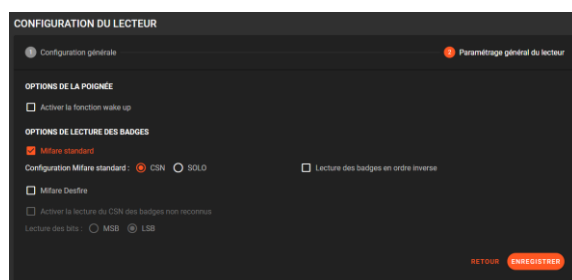 CONFIGURATION DU LECTEUR
1 Configuration générale
2 Paramétrage général du lecteur
OPTIONS DE LA POIGNÉE
Activer la fonction wake up
OPTIONS DE LECTURE DES BADGES
Mifare standard
Configuration Mifare standard : CSN SOLO Lecture des badges en ordre inverse
Mifare Desfire
Activer la lecture du CSN des badges non reconnus
Lecture des bits : MSB LSB
RETOUR ENREGISTRER